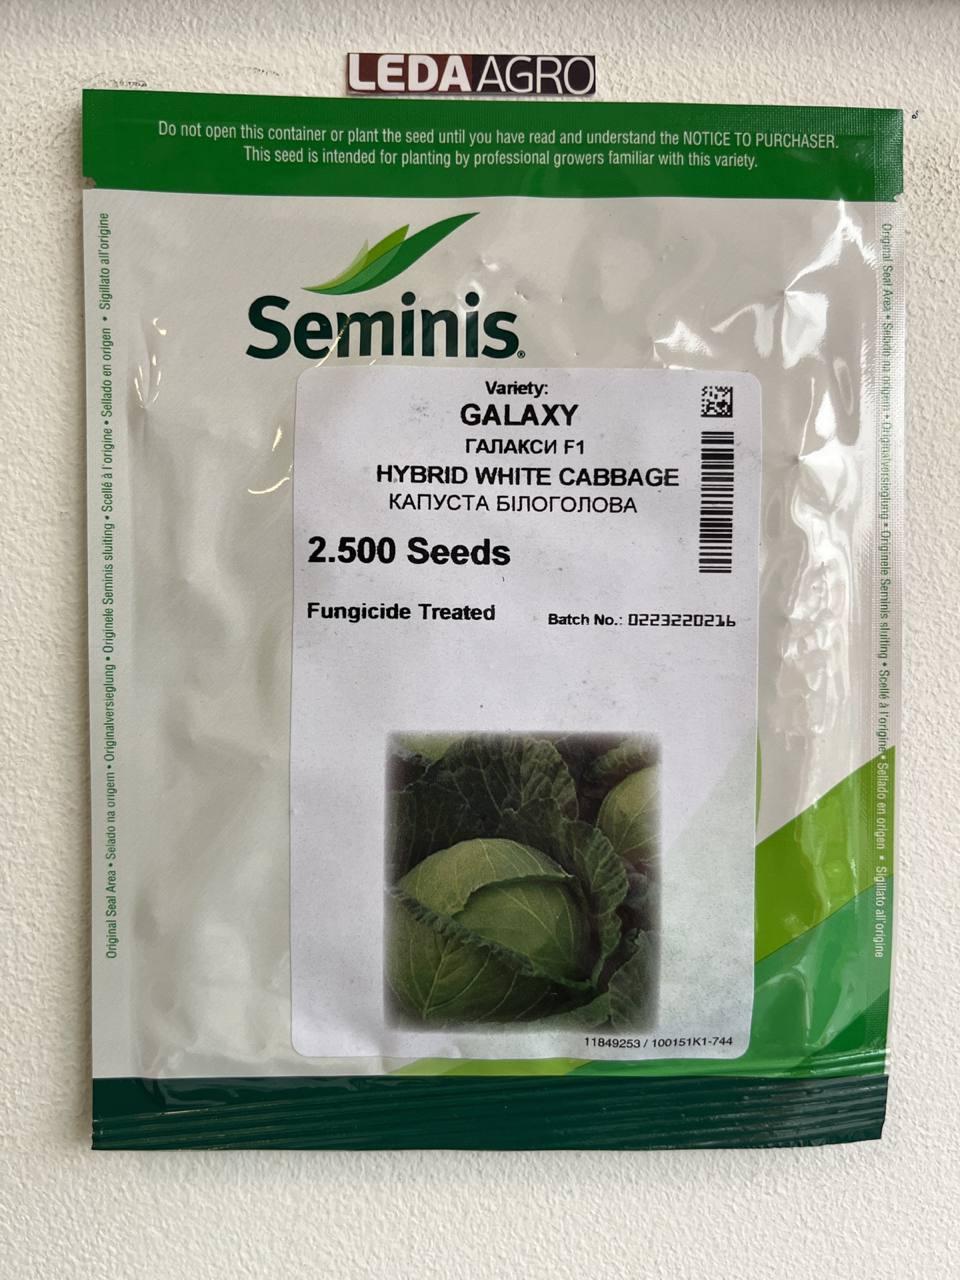 LEDAAGRO
Do not open this container or plant the seed until you have read and understand the NOTICE TO PURCHASER.
This seed is intended for planting by professional growers familiar with this variety.
Seminis®
Variety:
GALAXY
ГАЛАКСИ F1
HYBRID WHITE CABBAGE
КАПУСТА БІЛОГОЛОВА
2.500 Seeds
Fungicide Treated
Batch No.: 0223220216
11849253 / 100151K1-744
Original Seal Area • Selado na origem • Originalversieglung • Originele Seminis sluiting • Scellé à l'origine • Sellado en origen • Sigillato all'origine
Original Seal Area • Selado na origem • Originalversieglung • Originele Seminis sluiting • Scellé à l'origine • Sellado en origen • Sigillato all'origine